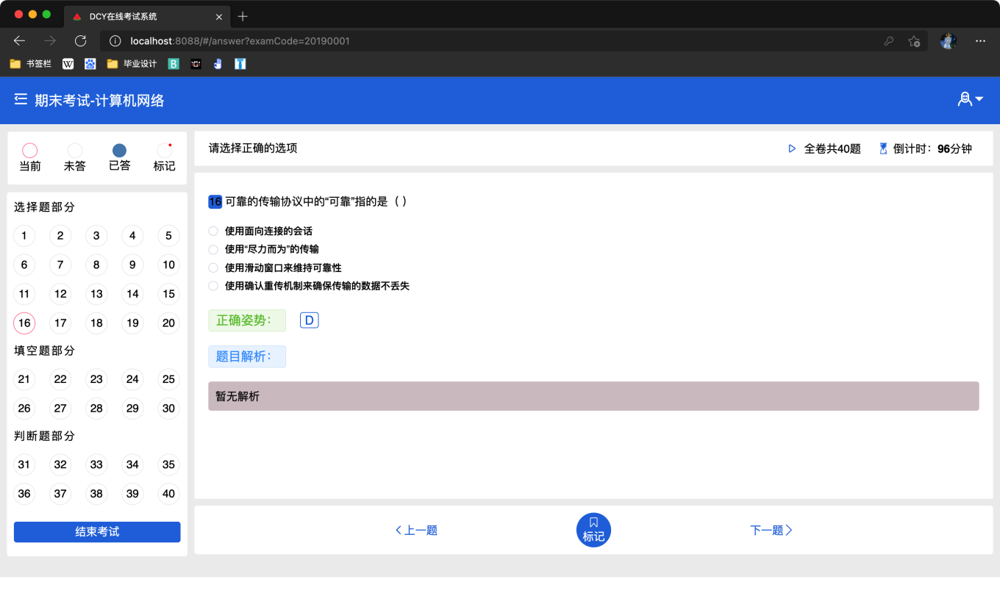 DCY在线考试系统
localhost:8088/#/answer?examCode=20190001
书签栏 W 毕业设计 B
期末考试-计算机网络
当前 未答 已答 标记
请选择正确的选项 全卷共40题 倒计时：96分钟
选择题部分
1 2 3 4 5
6 7 8 9 10
11 12 13 14 15
16 17 18 19 20
填空题部分
21 22 23 24 25
26 27 28 29 30
判断题部分
31 32 33 34 35
36 37 38 39 40
结束考试
16 可靠的传输协议中的“可靠”指的是（ ）
使用面向连接的会话
使用“尽力而为”的传输
使用滑动窗口来维持可靠性
使用确认重传机制来确保传输的数据不丢失
正确姿势： D
题目解析：
暂无解析
上一题 标记 下一题